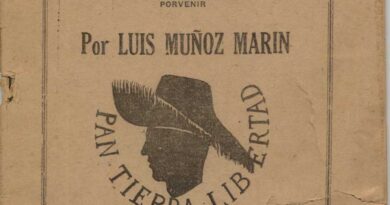 PORVENIR
Por LUIS MUÑOZ MARIN
PAN · TIERRA · LIBERTAD